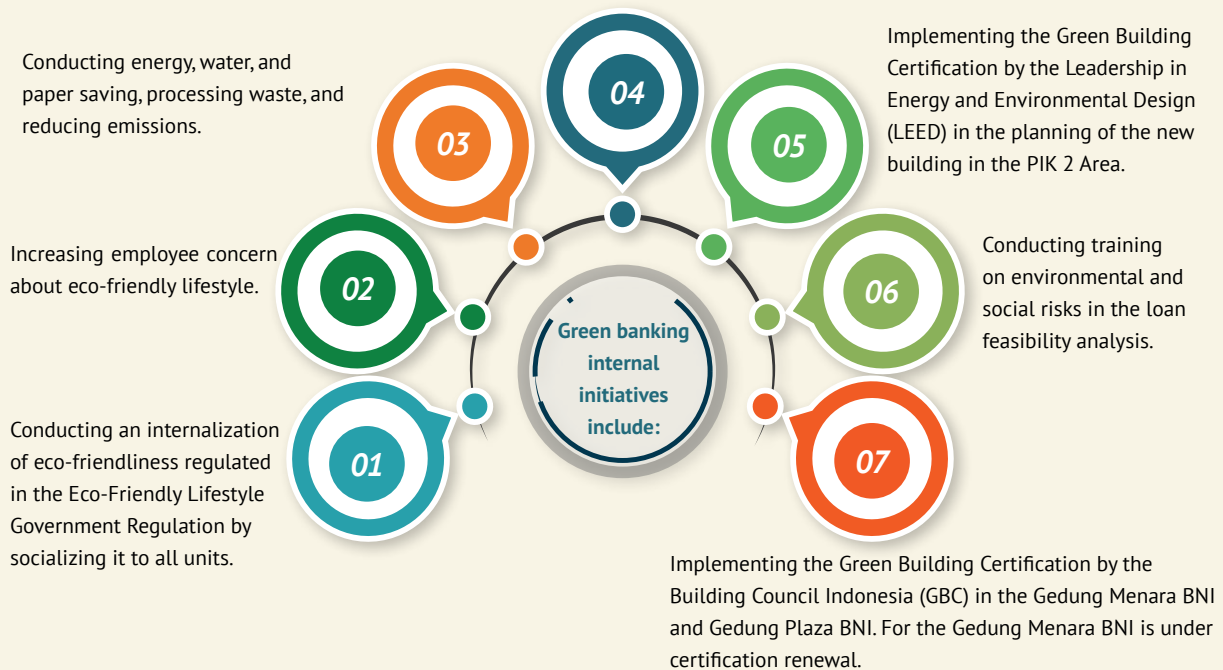 Green banking
internal
initiatives
include:
01
Conducting an internalization
of eco-friendliness regulated
in the Eco-Friendly Lifestyle
Government Regulation by
socializing it to all units.
02
Increasing employee concern
about eco-friendly lifestyle.
03
Conducting energy, water, and
paper saving, processing waste, and
reducing emissions.
04
05
Implementing the Green Building
Certification by the Leadership in
Energy and Environmental Design
(LEED) in the planning of the new
building in the PIK 2 Area.
06
Conducting training
on environmental and
social risks in the loan
feasibility analysis.
07
Implementing the Green Building Certification by the
Building Council Indonesia (GBC) in the Gedung Menara BNI
and Gedung Plaza BNI. For the Gedung Menara BNI is under
certification renewal.